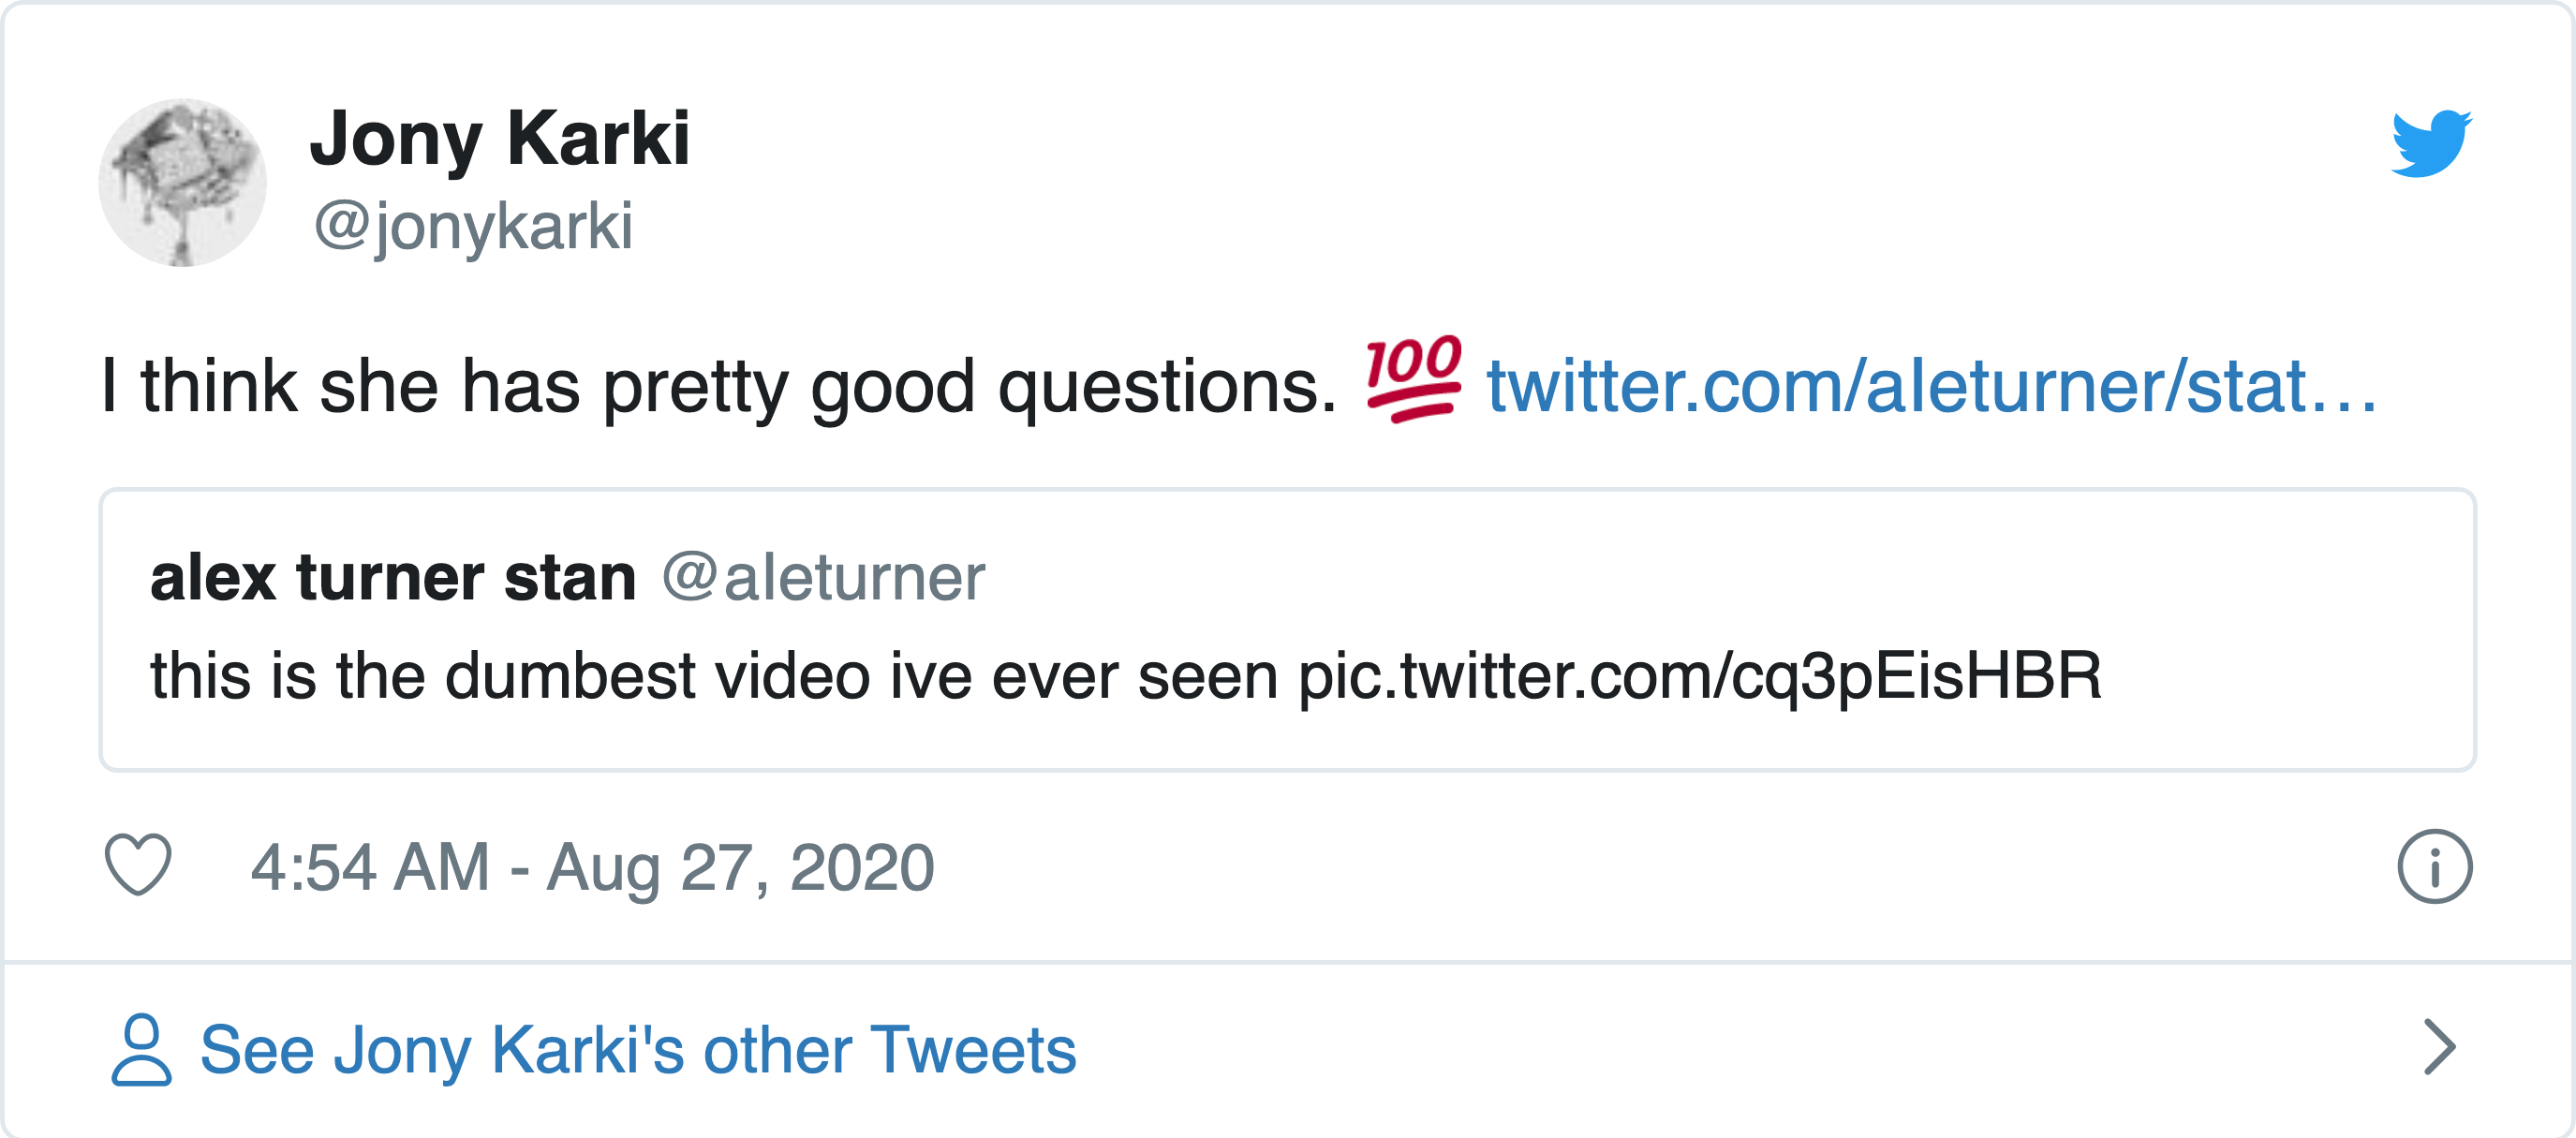 Jony Karki
@jonykarki
I think she has pretty good questions. 💯 twitter.com/aleturner/stat…
alex turner stan @aleturner
this is the dumbest video ive ever seen pic.twitter.com/cq3pEisHBR
4:54 AM - Aug 27, 2020
See Jony Karki's other Tweets